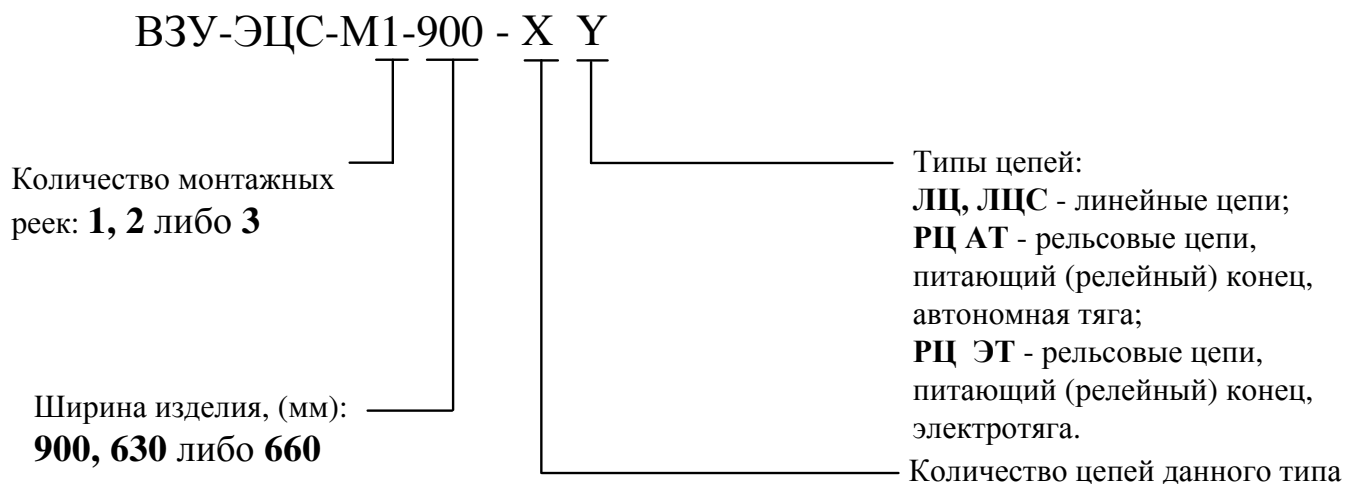 ВЗУ-ЭЦС-М1-900 - X Y
Количество монтажных
реек: 1, 2 либо 3
Ширина изделия, (мм):
900, 630 либо 660
Типы цепей:
ЛЦ, ЛЦС - линейные цепи;
РЦ АТ - рельсовые цепи,
питающий (релейный) конец,
автономная тяга;
РЦ ЭТ - рельсовые цепи,
питающий (релейный) конец,
электротяга.
Количество цепей данного типа